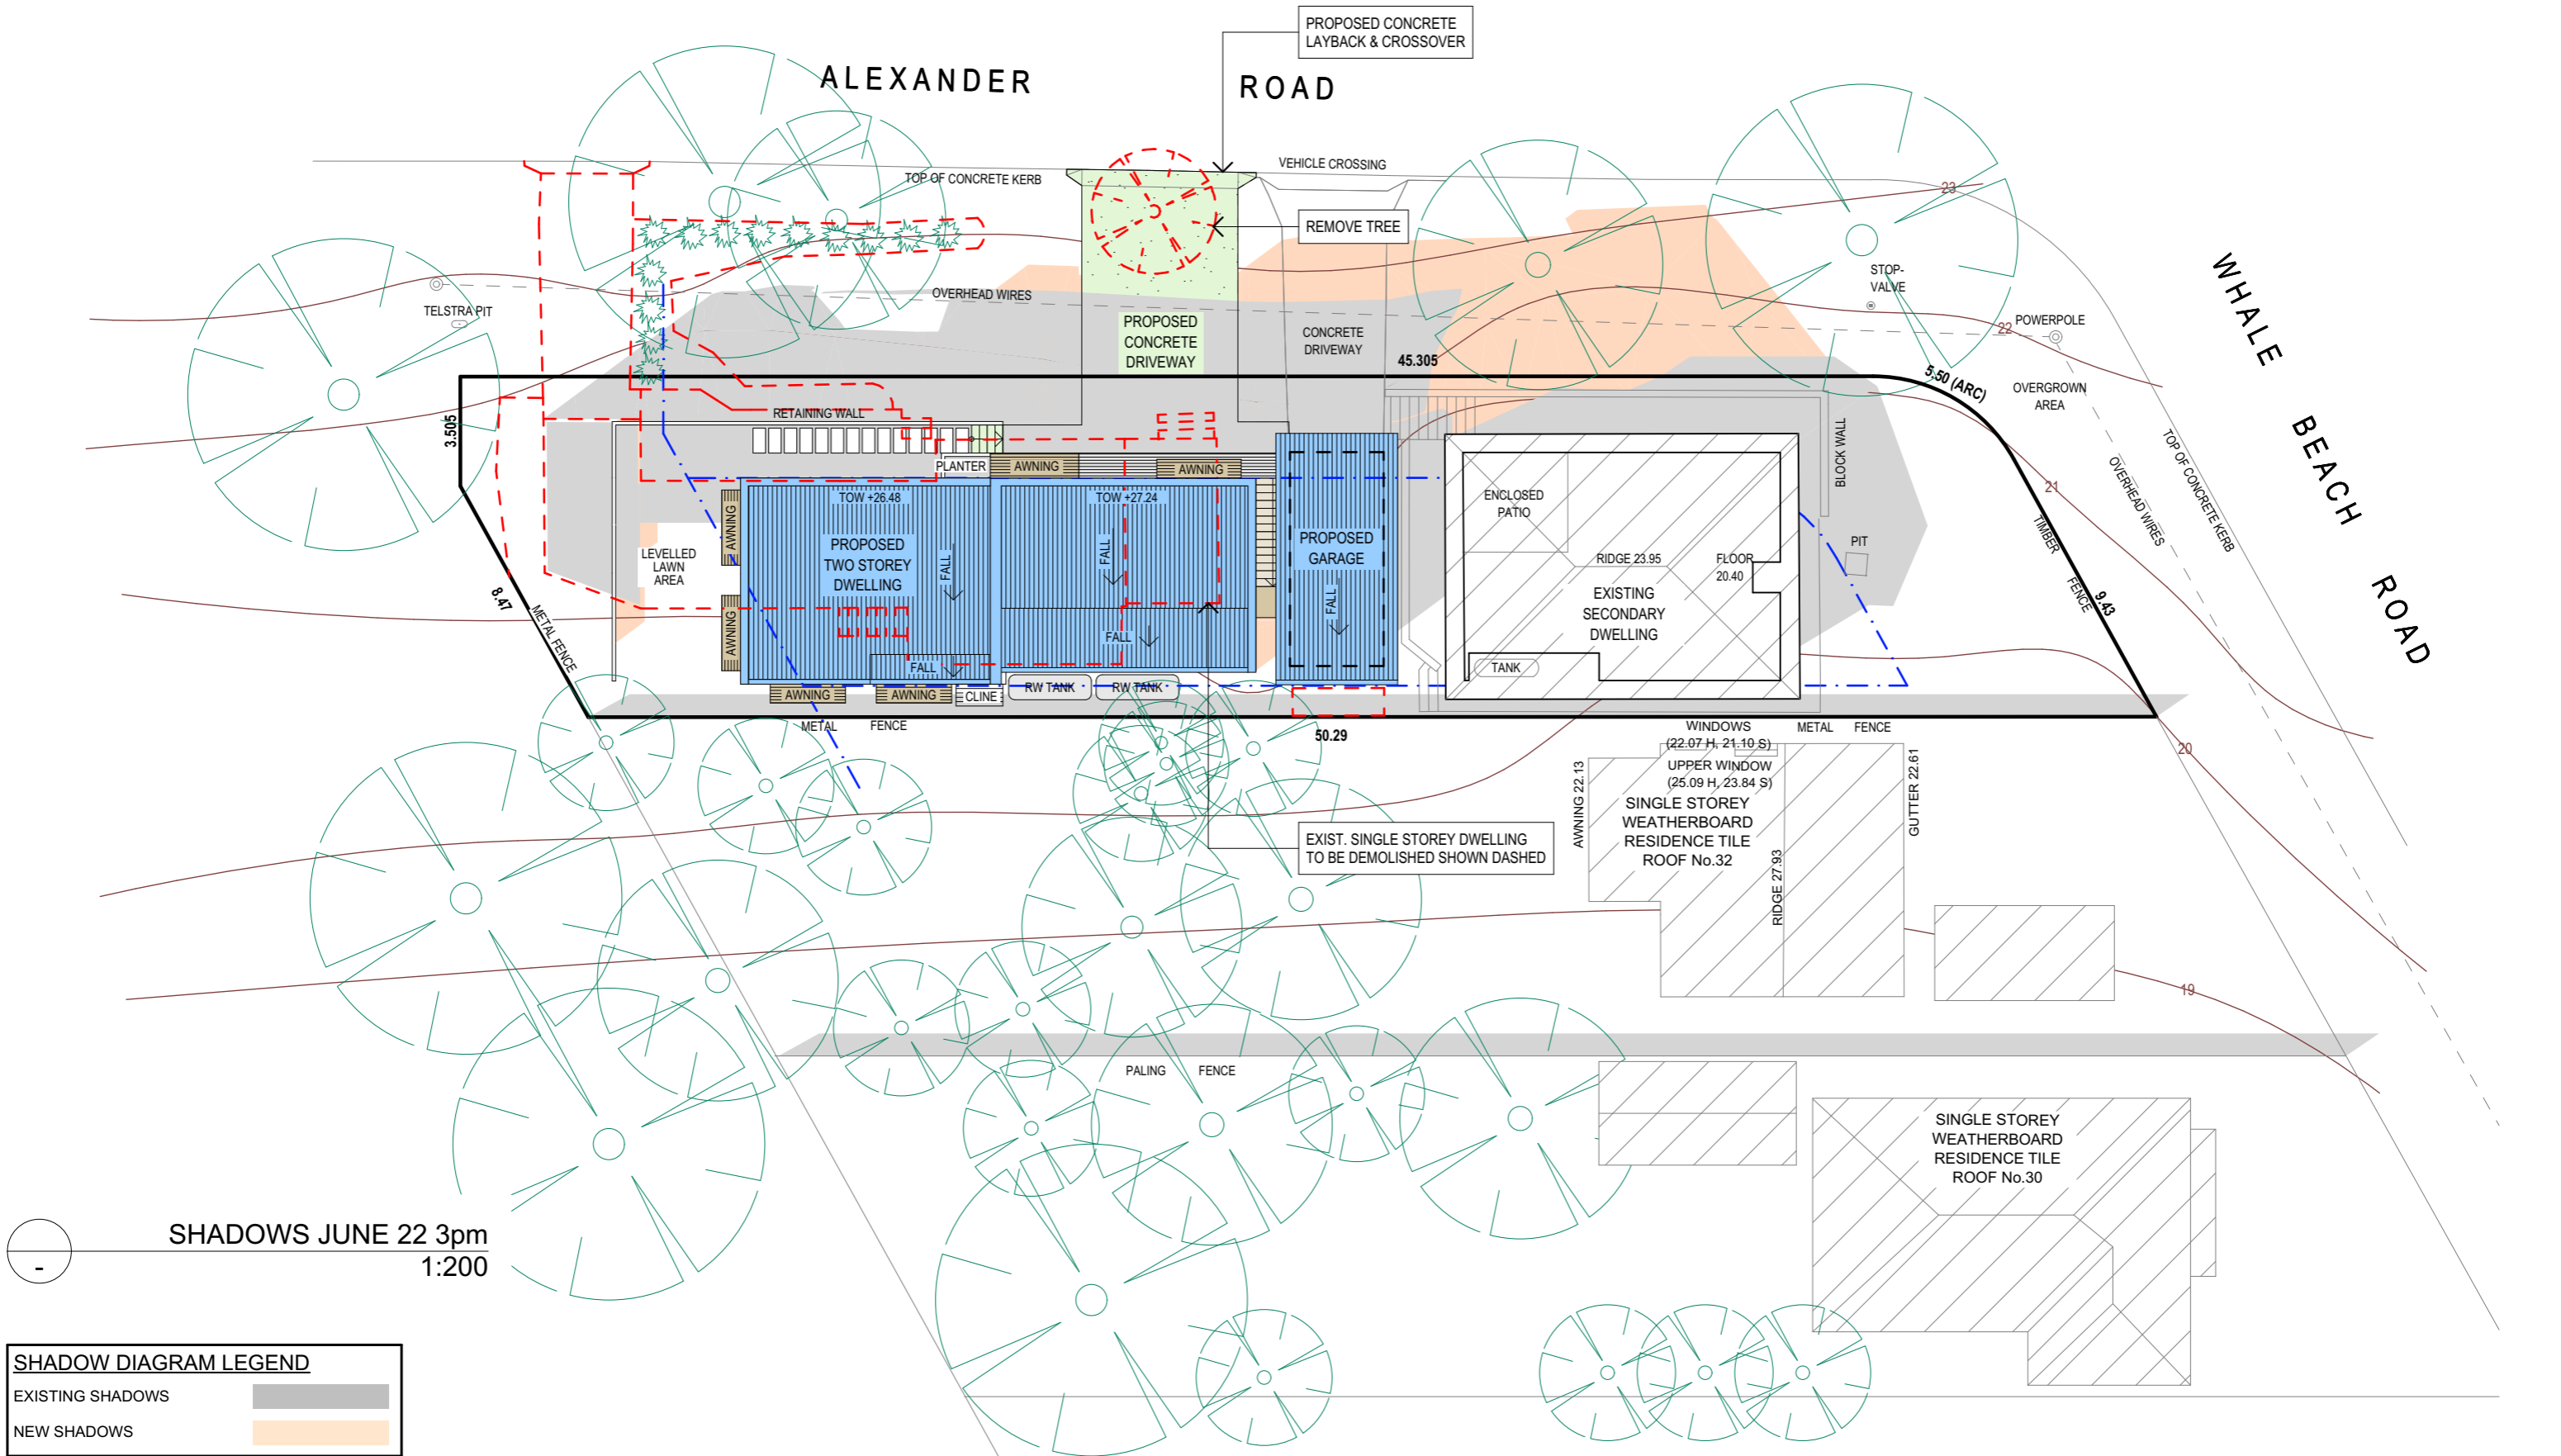 PROPOSED CONCRETE
LAYBACK & CROSSOVER
ALEXANDER ROAD
VEHICLE CROSSING
TOP OF CONCRETE KERB
REMOVE TREE
23
WHALE BEACH ROAD
STOP-
VALVE
TELSTRA PIT
OVERHEAD WIRES
PROPOSED
CONCRETE
DRIVEWAY
CONCRETE
DRIVEWAY
22
POWERPOLE
45.305
5.50 (ARC)
OVERGROWN
AREA
3.505
RETAINING WALL
BLOCK WALL
TOP OF CONCRETE KERB
OVERHEAD WIRES
PLANTER
AWNING
AWNING
21
AWNING
TOW +26.48
TOW +27.24
ENCLOSED
PATIO
TIMBER
FENCE
LEVELLED
LAWN
AREA
PROPOSED
TWO STOREY
DWELLING
FALL
FALL
PROPOSED
GARAGE
FALL
RIDGE 23.95
FLOOR
20.40
PIT
EXISTING
SECONDARY
DWELLING
8.47
METAL FENCE
9.43
AWNING
FALL
FALL
TANK
AWNING
AWNING
CLINE
RW TANK
RW TANK
METAL FENCE
50.29
WINDOWS
(22.07 H, 21.10 S)
METAL FENCE
20
UPPER WINDOW
(25.09 H, 23.84 S)
AWNING 22.13
GUTTER 22.61
SINGLE STOREY
WEATHERBOARD
RESIDENCE TILE
ROOF No.32
RIDGE 27.93
EXIST. SINGLE STOREY DWELLING
TO BE DEMOLISHED SHOWN DASHED
19
PALING FENCE
SINGLE STOREY
WEATHERBOARD
RESIDENCE TILE
ROOF No.30
SHADOWS JUNE 22 3pm
-
1:200
SHADOW DIAGRAM LEGEND
EXISTING SHADOWS
NEW SHADOWS